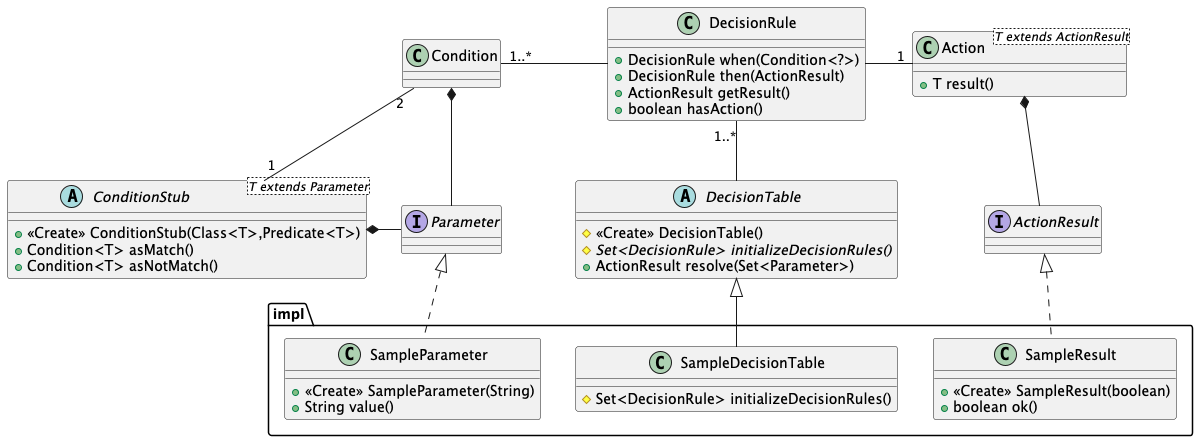 C DecisionRule
DecisionRule when(Condition<?>)
DecisionRule then(ActionResult)
ActionResult getResult()
boolean hasAction()
C Condition
1..*
1
C Action
T extends ActionResult
T result()
2
1
1..*
A ConditionStub
T extends Parameter
«Create» ConditionStub(Class<T>,Predicate<T>)
Condition<T> asMatch()
Condition<T> asNotMatch()
I Parameter
A DecisionTable
«Create» DecisionTable()
Set<DecisionRule> initializeDecisionRules()
ActionResult resolve(Set<Parameter>)
I ActionResult
impl
C SampleParameter
«Create» SampleParameter(String)
String value()
C SampleDecisionTable
Set<DecisionRule> initializeDecisionRules()
C SampleResult
«Create» SampleResult(boolean)
boolean ok()